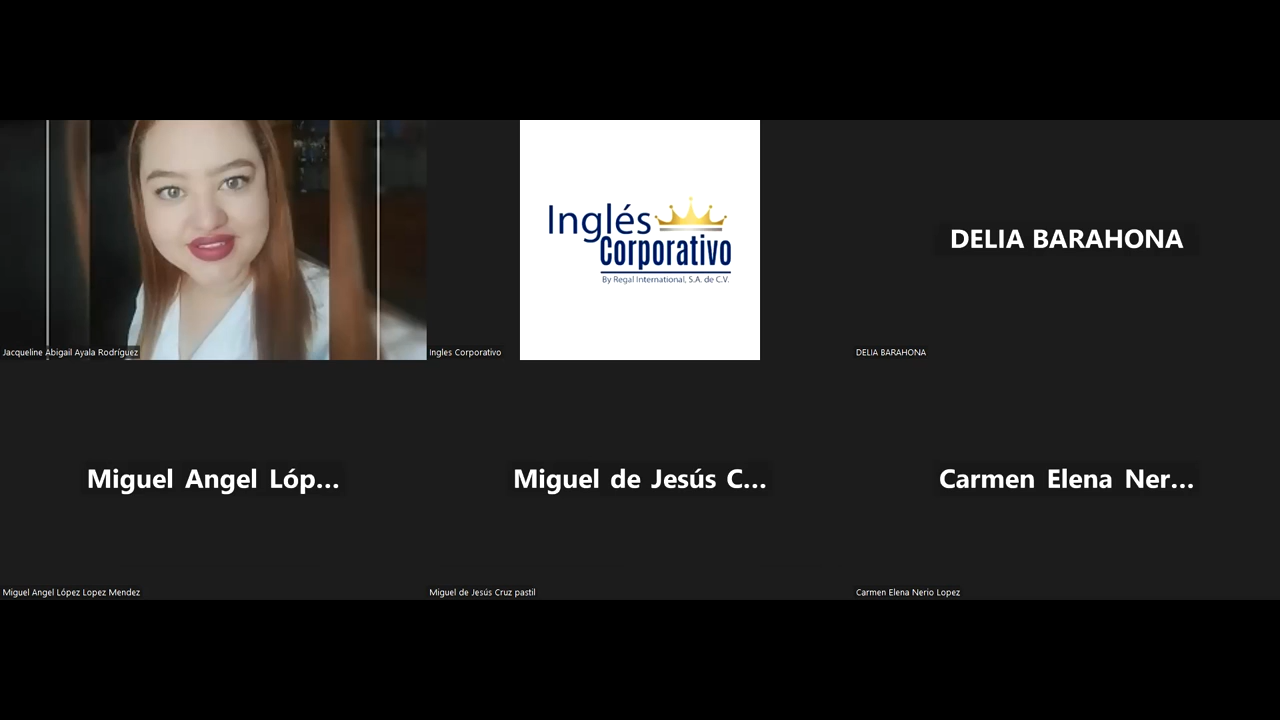 Jacqueline Abigail Ayala Rodríguez
Inglés
Corporativo
By Regal International, S.A. de C.V.
Ingles Corporativo
DELIA BARAHONA
DELIA BARAHONA
Miguel Angel Lóp...
Miguel Angel López Lopez Mendez
Miguel de Jesús C...
Miguel de Jesús Cruz pastil
Carmen Elena Ner...
Carmen Elena Nerio Lopez